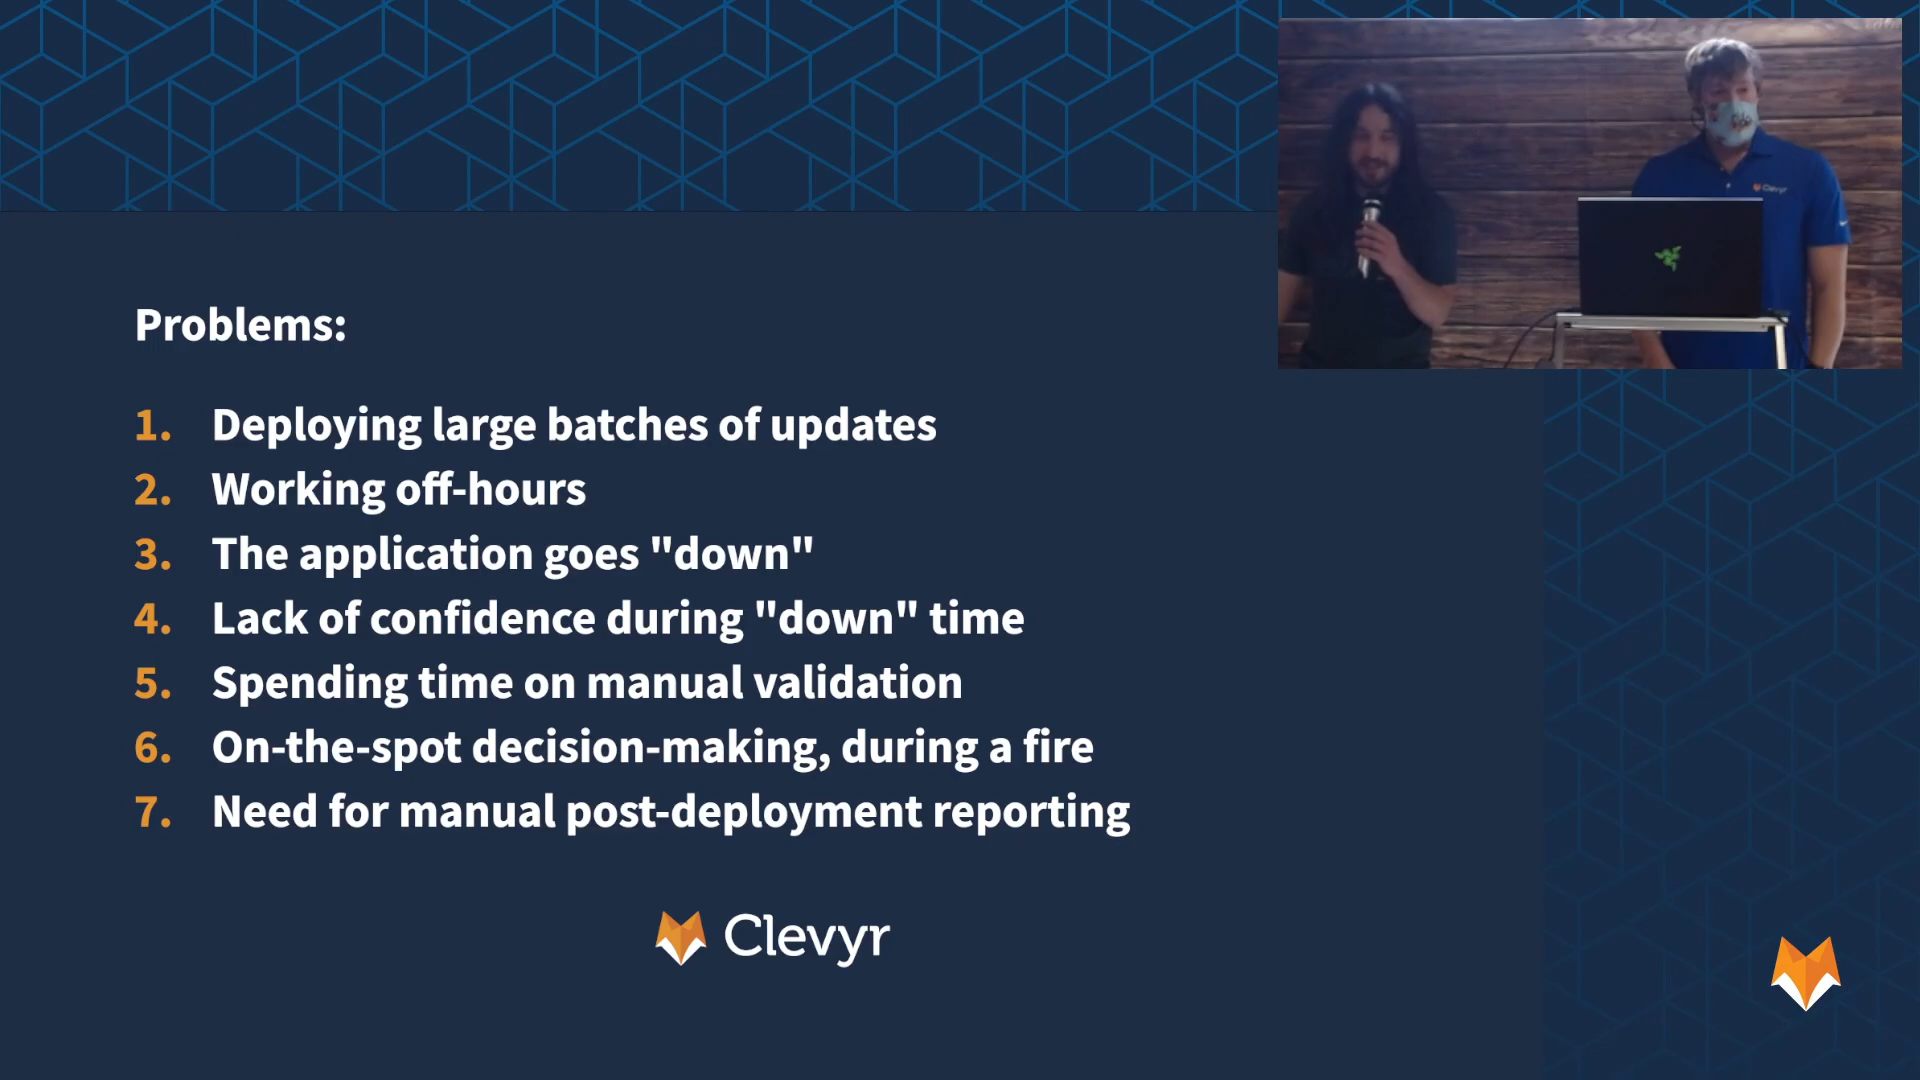 Problems:
1. Deploying large batches of updates
2. Working off-hours
3. The application goes "down"
4. Lack of confidence during "down" time
5. Spending time on manual validation
6. On-the-spot decision-making, during a fire
7. Need for manual post-deployment reporting
Clevyr
Clevyr